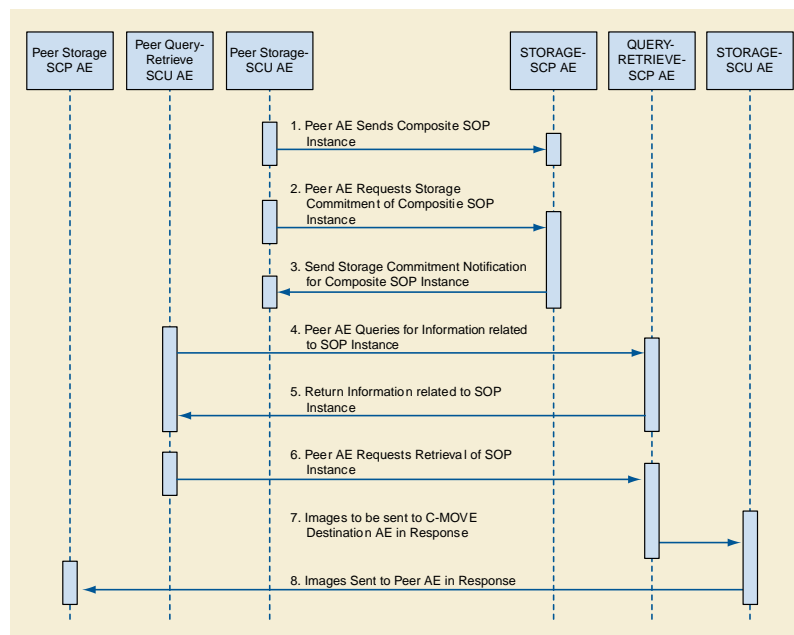 Peer Storage
SCP AE
Peer Query-
Retrieve
SCU AE
Peer Storage-
SCU AE
STORAGE-
SCP AE
QUERY-
RETRIEVE-
SCP AE
STORAGE-
SCU AE
1. Peer AE Sends Composite SOP
Instance
2. Peer AE Requests Storage
Commitment of Compositie SOP
Instance
3. Send Storage Commitment Notification
for Composite SOP Instance
4. Peer AE Queries for Information related
to SOP Instance
5. Return Information related to SOP
Instance
6. Peer AE Requests Retrieval of SOP
Instance
7. Images to be sent to C-MOVE
Destination AE in Response
8. Images Sent to Peer AE in Response